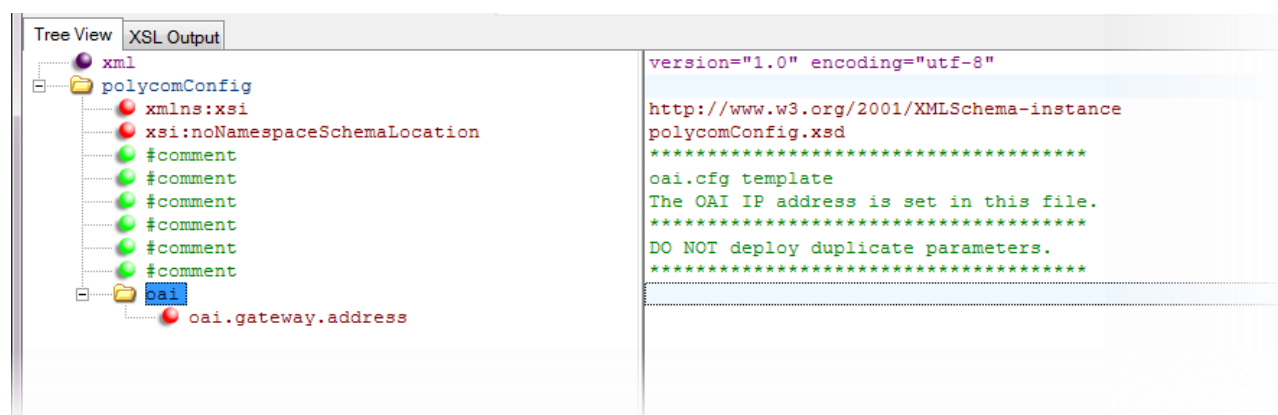 Tree View XSL Output
xml version="1.0" encoding="utf-8"
polycomConfig
xmlns:xsi http://www.w3.org/2001/XMLSchema-instance
xsi:noNamespaceSchemaLocation polycomConfig.xsd
#comment **************************************
#comment oai.cfg template
#comment The OAI IP address is set in this file.
#comment **************************************
#comment DO NOT deploy duplicate parameters.
#comment **************************************
oai
oai.gateway.address